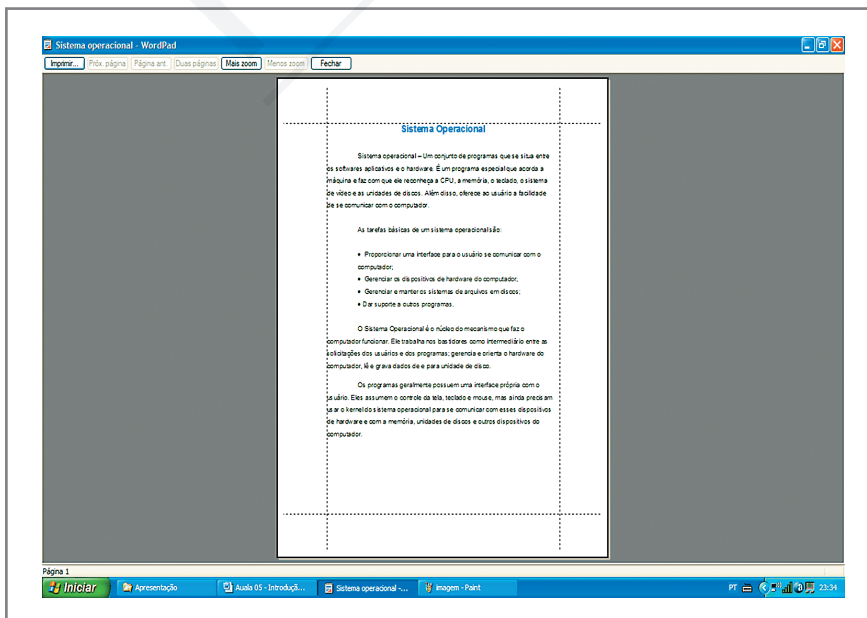 Sistema operacional - WordPad
Imprimir... Próx. página Página ant. Duas páginas Mais zoom Menos zoom Fechar
Sistema Operacional
Sistema operacional – Um conjunto de programas que se situa entre
os softwares aplicativos e o hardware. É um programa especial que acorda a
máquina e faz com que ele reconheça a CPU, a memória, o teclado, o sistema
de vídeo e as unidades de discos. Além disso, oferece ao usuário a facilidade
de se comunicar com o computador.
As tarefas básicas de um sistema operacional são:
• Proporcionar uma interface para o usuário se comunicar com o
computador;
• Gerenciar os dispositivos de hardware do computador;
• Gerenciar e manter os sistemas de arquivos em discos;
• Dar suporte a outros programas.
O Sistema Operacional é o núcleo do mecanismo que faz o
computador funcionar. Ele trabalha nos bastidores como intermediário entre as
solicitações dos usuários e dos programas; gerencia e orienta o hardware do
computador, lê e grava dados de e para unidade de disco.
Os programas geralmente possuem uma interface própria com o
usuário. Eles assumem o controle da tela, teclado e mouse, mas ainda precisam
usar o kernel do sistema operacional para se comunicar com esses dispositivos
de hardware e com a memória, unidades de discos e outros dispositivos do
computador.
Página 1
Iniciar Apresentação Auala 05 - Introduçã... Sistema operacional -... imagem - Paint PT 23:34